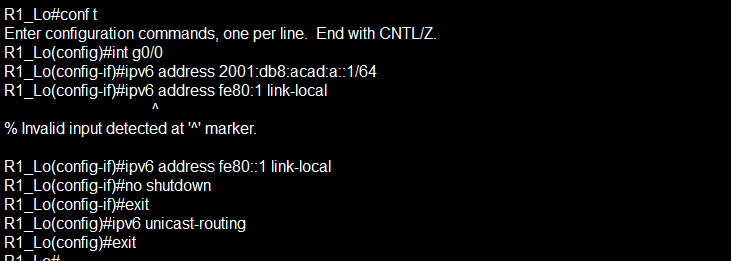 R1_Lo#conf t
Enter configuration commands, one per line.  End with CNTL/Z.
R1_Lo(config)#int g0/0
R1_Lo(config-if)#ipv6 address 2001:db8:acad:a::1/64
R1_Lo(config-if)#ipv6 address fe80:1 link-local
^
% Invalid input detected at '^' marker.
R1_Lo(config-if)#ipv6 address fe80::1 link-local
R1_Lo(config-if)#no shutdown
R1_Lo(config-if)#exit
R1_Lo(config)#ipv6 unicast-routing
R1_Lo(config)#exit
R1_Lo#